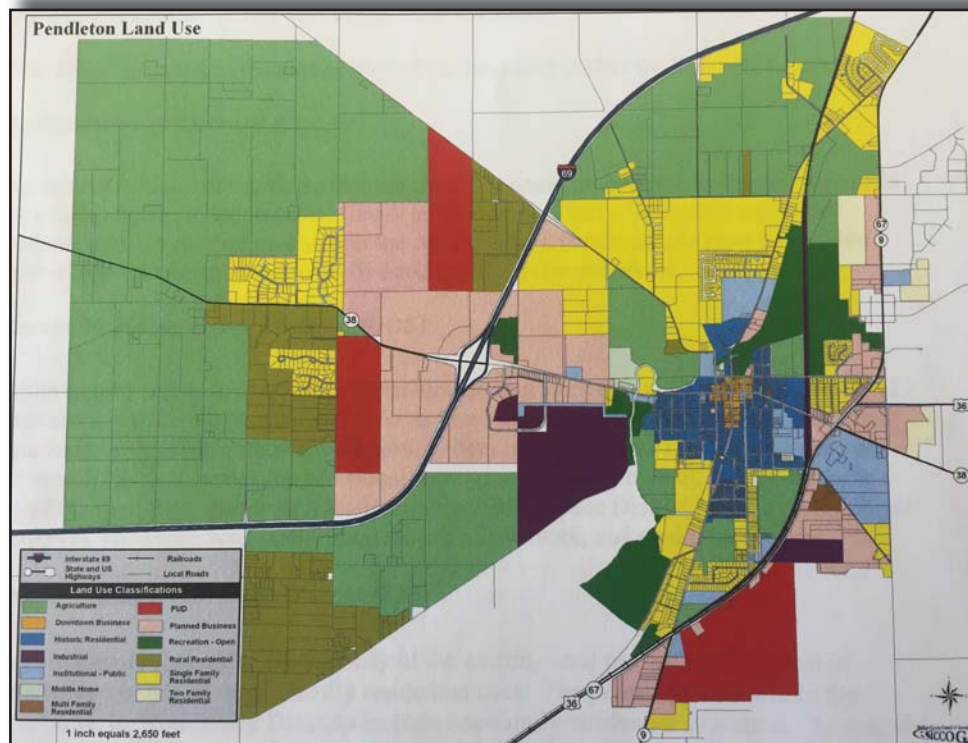 Pendleton Land Use
69
67
9
38
36
38
67
36
9
Interstate 69
State and US
Highways
Railroads
Local Roads
Land Use Classifications
Agriculture
Downtown Business
Historic Residential
Industrial
Institutional - Public
Mobile Home
Multi Family
Residential
PUD
Planned Business
Recreation - Open
Rural Residential
Single Family
Residential
Two Family
Residential
1 inch equals 2,650 feet